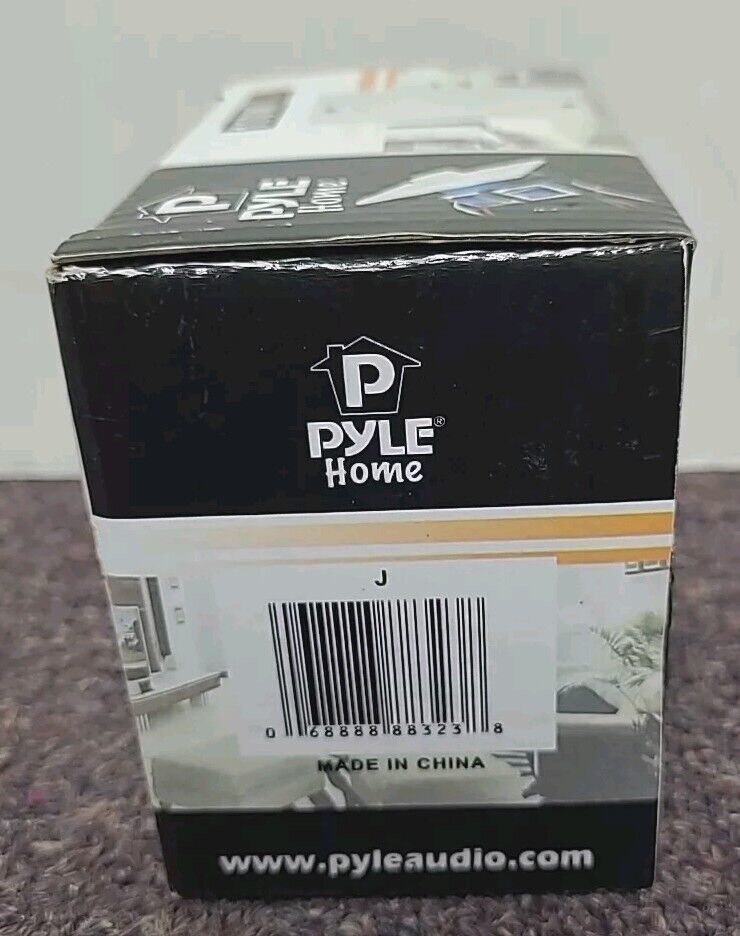 PYLE
Home
P
PYLE®
Home
J
0 68888 88323 8
MADE IN CHINA
www.pyleaudio.com